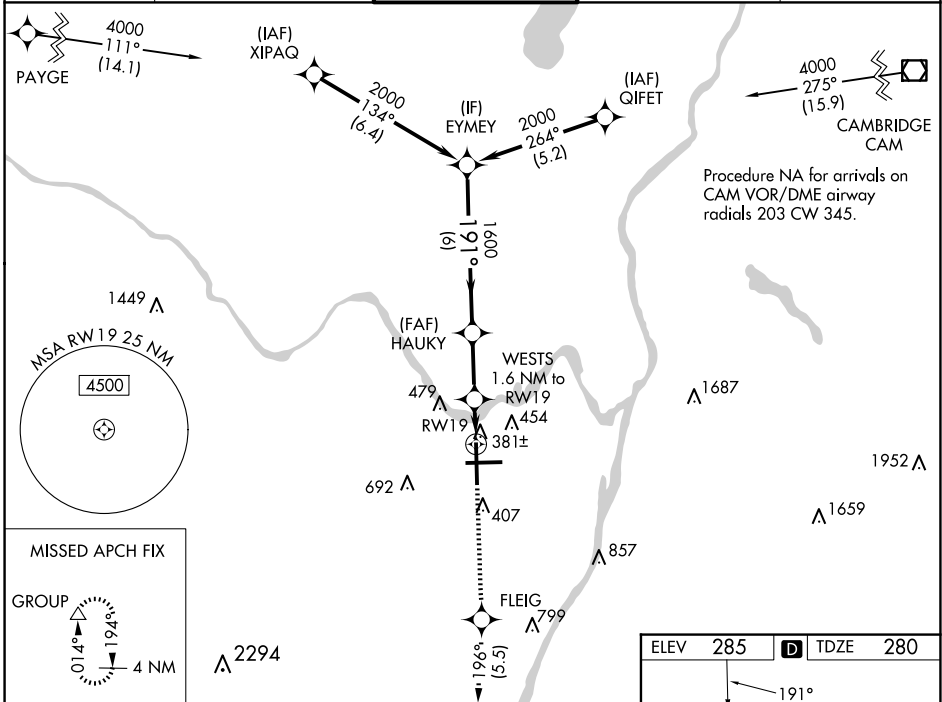 4000
111°
(14.1)
PAYGE
(IAF)
XIPAQ
2000
134°
(6.4)
(IF)
EYMEY
(IAF)
QIFET
2000
264°
(5.2)
4000
275°
(15.9)
CAMBRIDGE
CAM
Procedure NA for arrivals on
CAM VOR/DME airway
radials 203 CW 345.
1600
191°
(6)
1449
MSA RW19 25 NM
4500
(FAF)
HAUKY
WESTS
1.6 NM to
RW19
479
454
RW19
381±
1687
692
407
1952
1659
857
MISSED APCH FIX
GROUP
014°
194°
4 NM
FLEIG
799
2294
196°
(5.5)
ELEV 285 D TDZE 280
191°